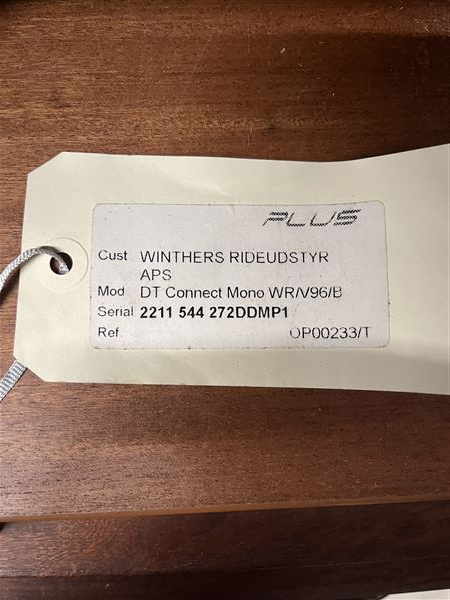 PLUS
Cust WINTHERS RIDEUDSTYR
APS
Mod DT Connect Mono WR/V96/B
Serial 2211 544 272DDMP1
Ref OP00233/T